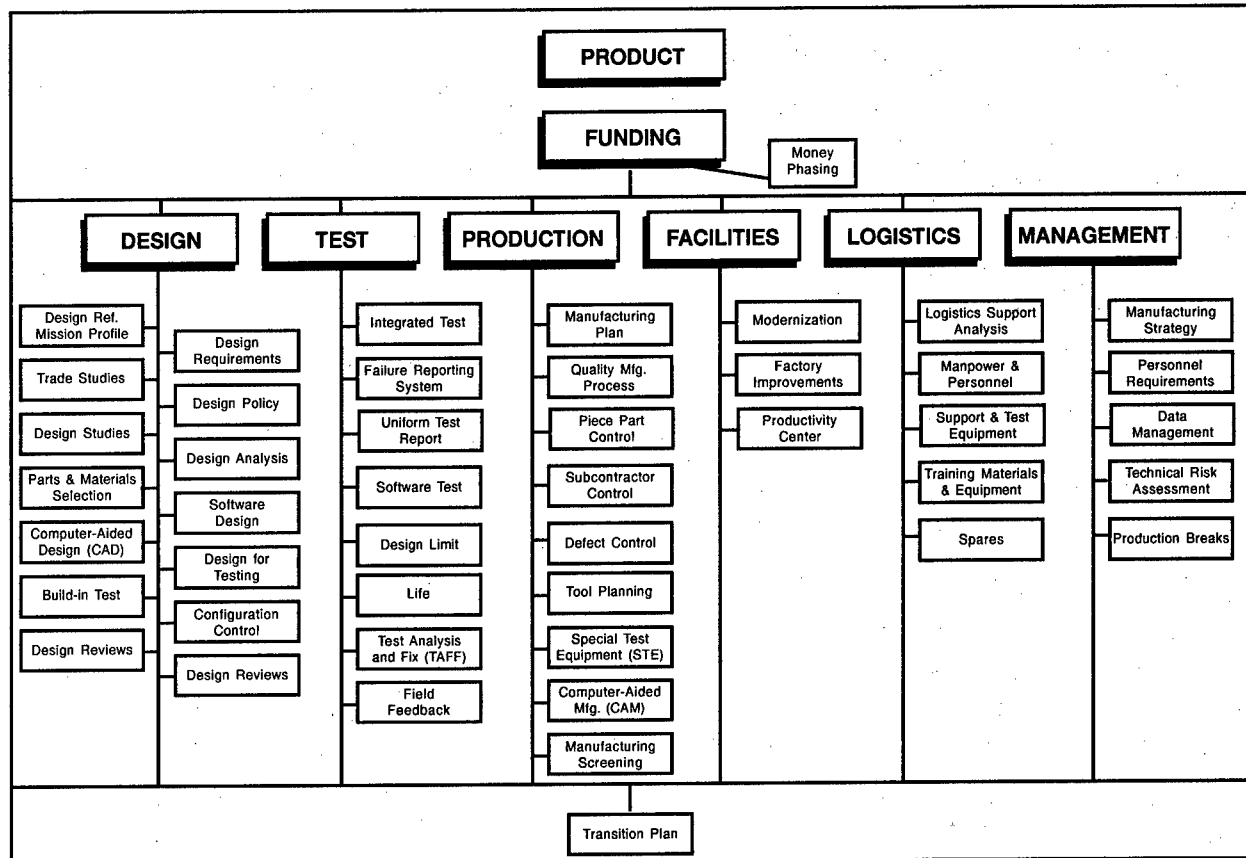 PRODUCT
FUNDING
Money
Phasing
DESIGN
TEST
PRODUCTION
FACILITIES
LOGISTICS
MANAGEMENT
Design Ref.
Mission Profile
Trade Studies
Design Studies
Parts & Materials
Selection
Computer-Aided
Design (CAD)
Build-in Test
Design Reviews
Design
Requirements
Design Policy
Design Analysis
Software
Design
Design for
Testing
Configuration
Control
Design Reviews
Integrated Test
Failure Reporting
System
Uniform Test
Report
Software Test
Design Limit
Life
Test Analysis
and Fix (TAFF)
Field
Feedback
Manufacturing
Plan
Quality Mfg.
Process
Piece Part
Control
Subcontractor
Control
Defect Control
Tool Planning
Special Test
Equipment (STE)
Computer-Aided
Mfg. (CAM)
Manufacturing
Screening
Modernization
Factory
Improvements
Productivity
Center
Logistics Support
Analysis
Manpower &
Personnel
Support & Test
Equipment
Training Materials
& Equipment
Spares
Manufacturing
Strategy
Personnel
Requirements
Data
Management
Technical Risk
Assessment
Production Breaks
Transition Plan